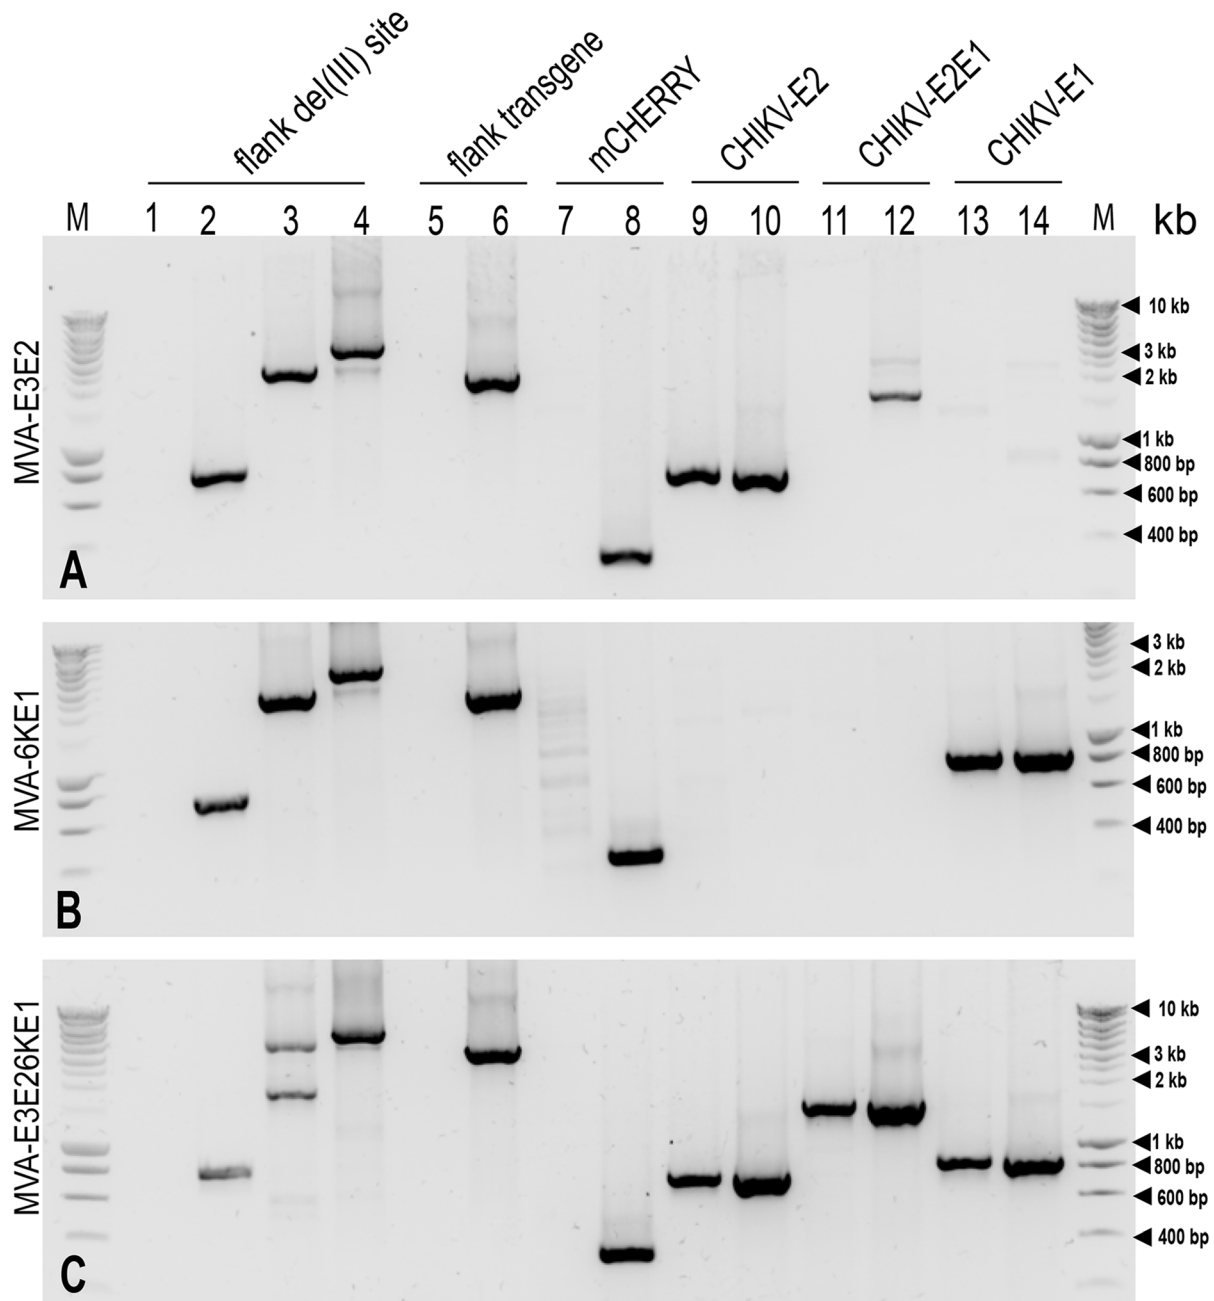 flank del(III) site
flank transgene
mCHERRY
CHIKV-E2
CHIKV-E2E1
CHIKV-E1
M 1 2 3 4 5 6 7 8 9 10 11 12 13 14 M kb
MVA-E3E2
10 kb
3 kb
2 kb
1 kb
800 bp
600 bp
400 bp
A
MVA-6KE1
3 kb
2 kb
1 kb
800 bp
600 bp
400 bp
B
MVA-E3E26KE1
10 kb
3 kb
2 kb
1 kb
800 bp
600 bp
400 bp
C